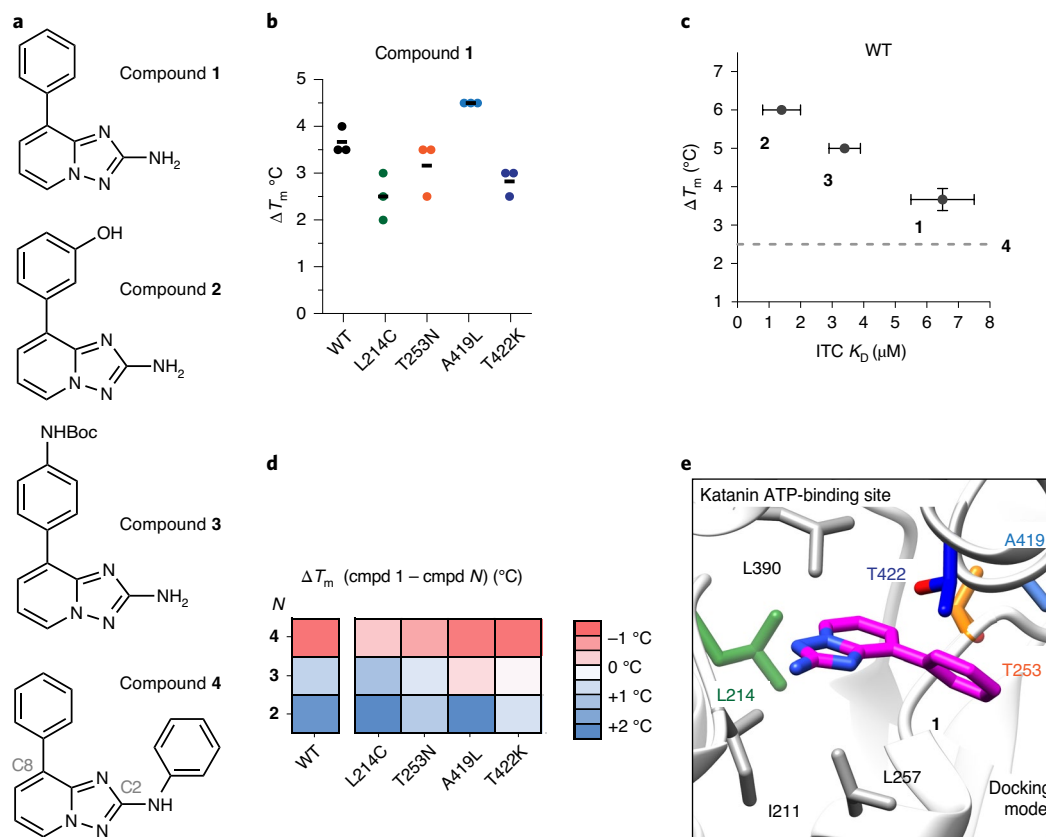 a
Compound 1
N
N
N
NH2
OH
Compound 2
N
N
N
NH2
NHBoc
Compound 3
N
N
N
NH2
Compound 4
C8
C2
N
N
N
NH
b
Compound 1
5
4
3
2
1
0
ΔTm °C
WT
L214C
T253N
A419L
T422K
c
WT
7
6
5
4
3
2
1
ΔTm (°C)
2
3
1
4
0 1 2 3 4 5 6 7 8
ITC KD (μM)
d
ΔTm (cmpd 1 – cmpd N) (°C)
N
4
3
2
WT
L214C
T253N
A419L
T422K
–1 °C
0 °C
+1 °C
+2 °C
e
Katanin ATP-binding site
A419
L390
T422
T253
L214
1
L257
I211
Docking
mode